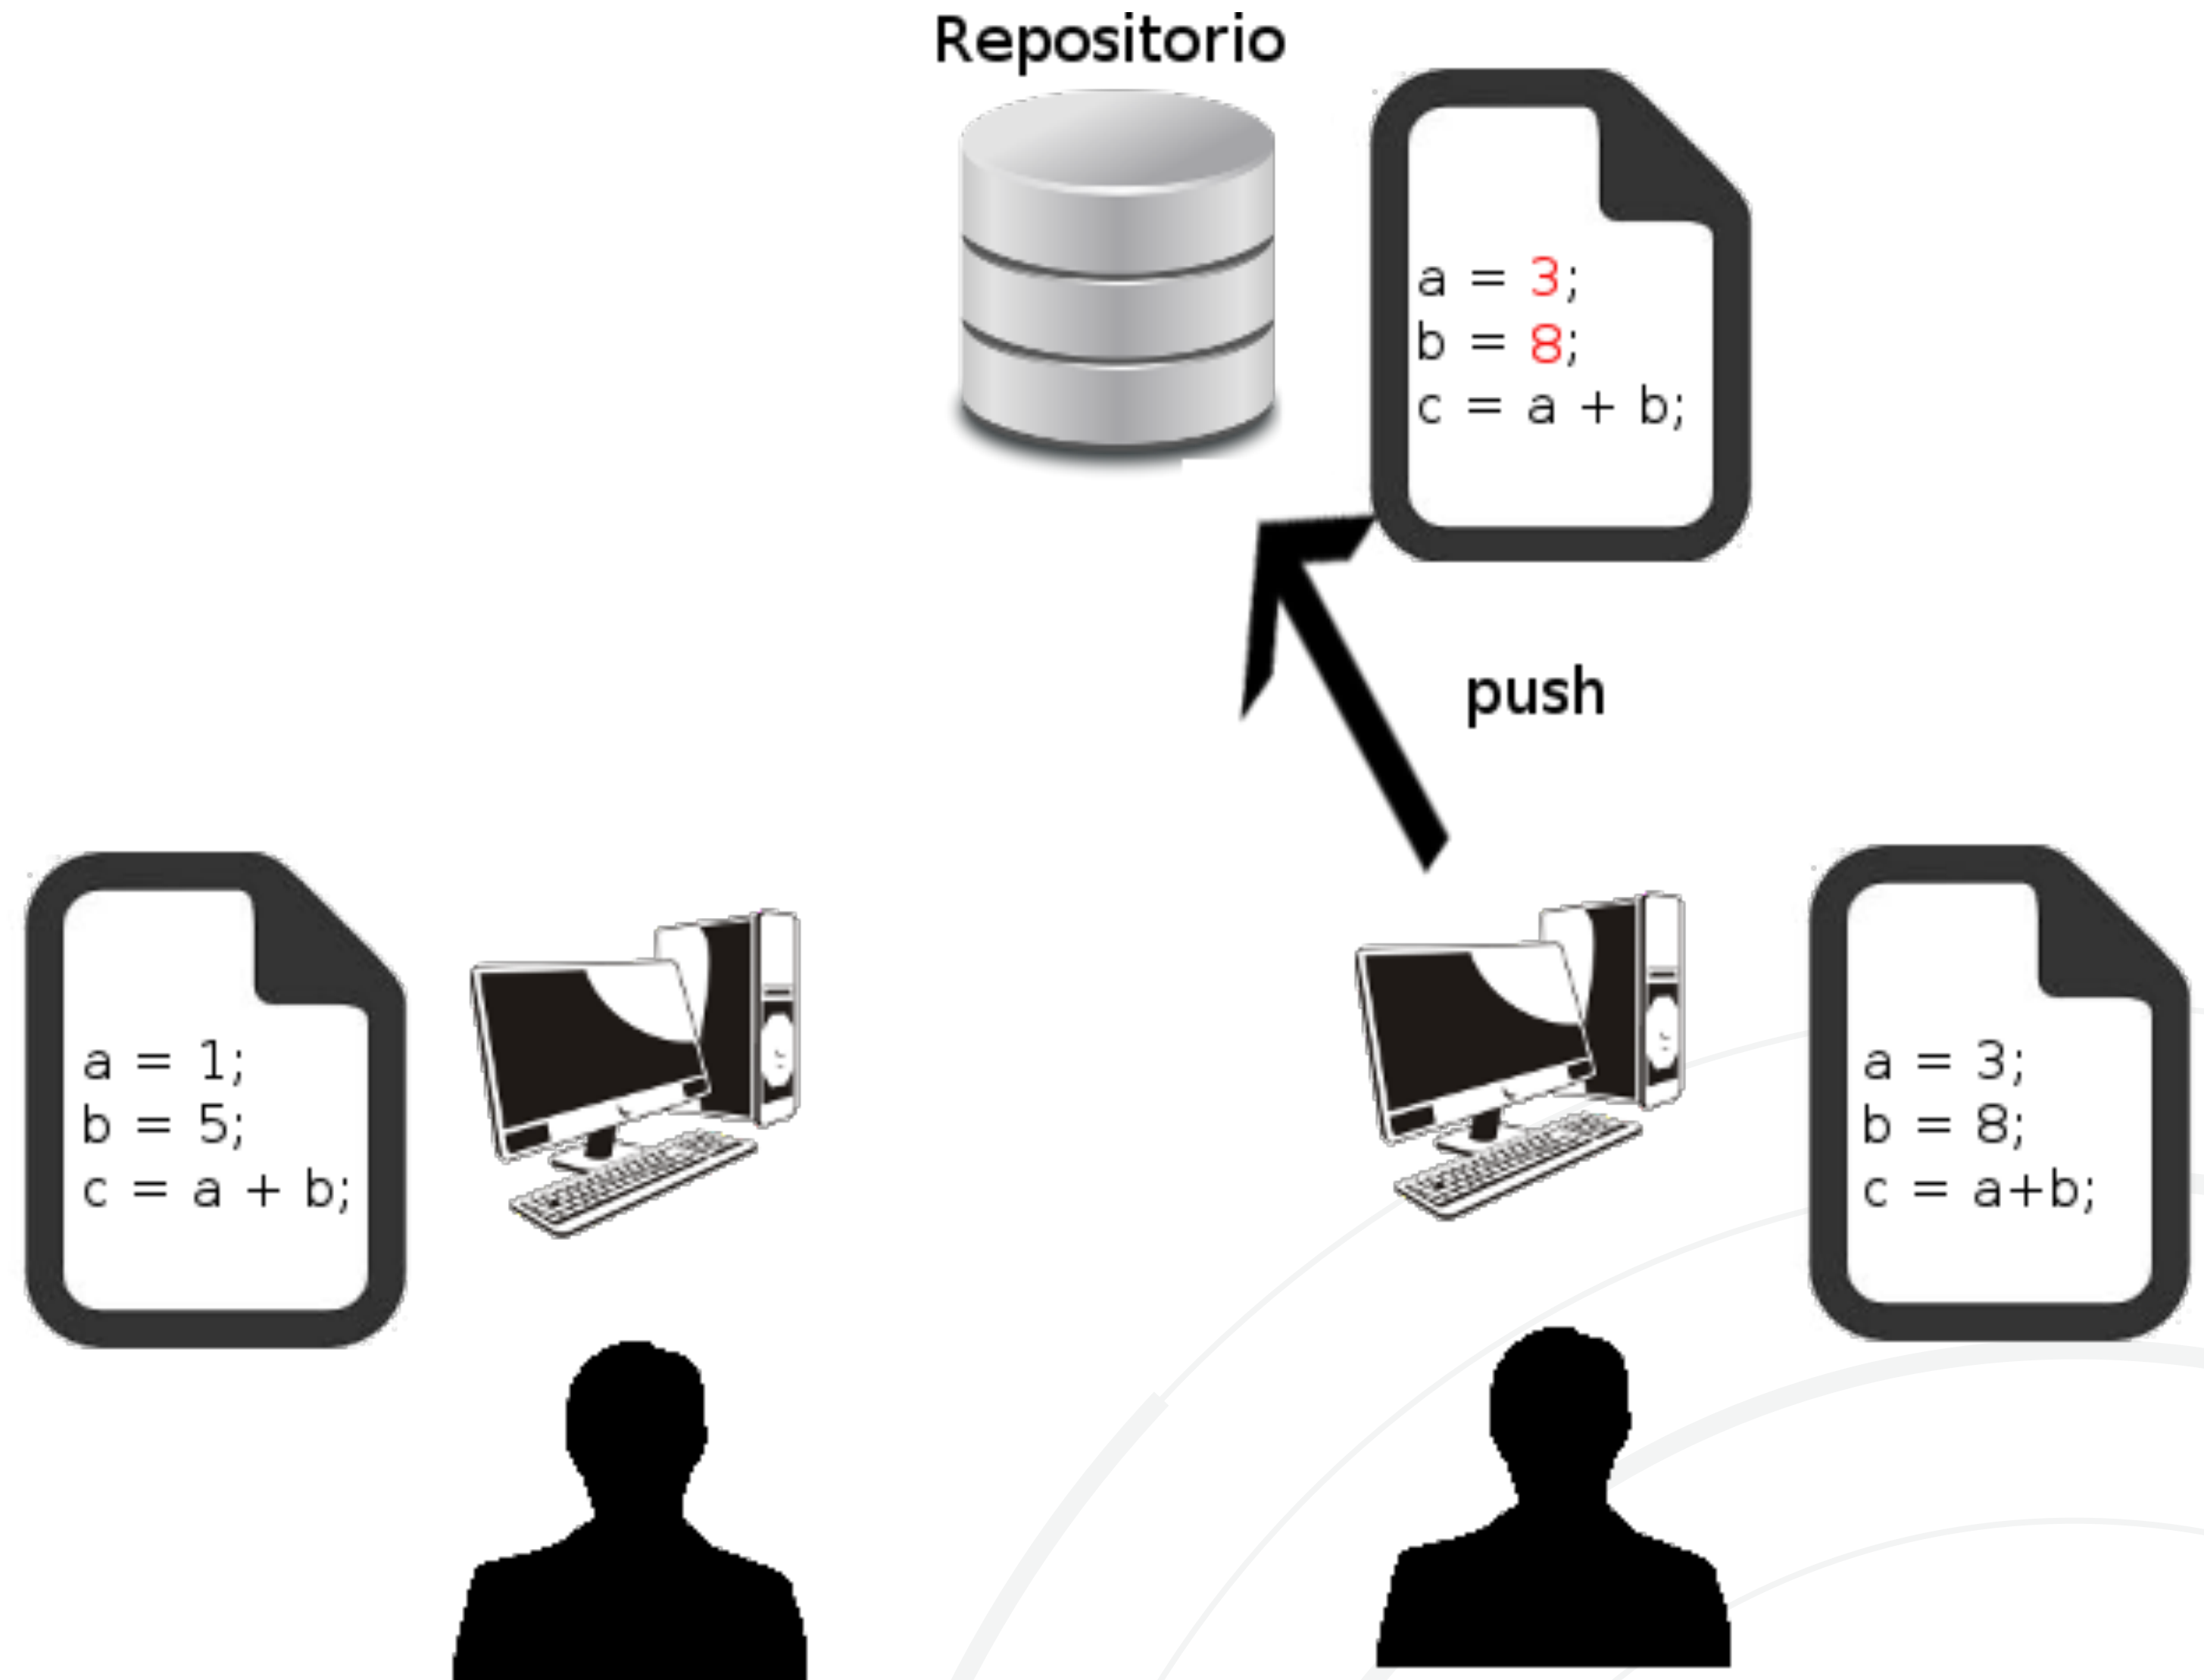 Repositorio
a = 3;
b = 8;
c = a + b;
push
a = 1;
b = 5;
c = a + b;
a = 3;
b = 8;
c = a+b;